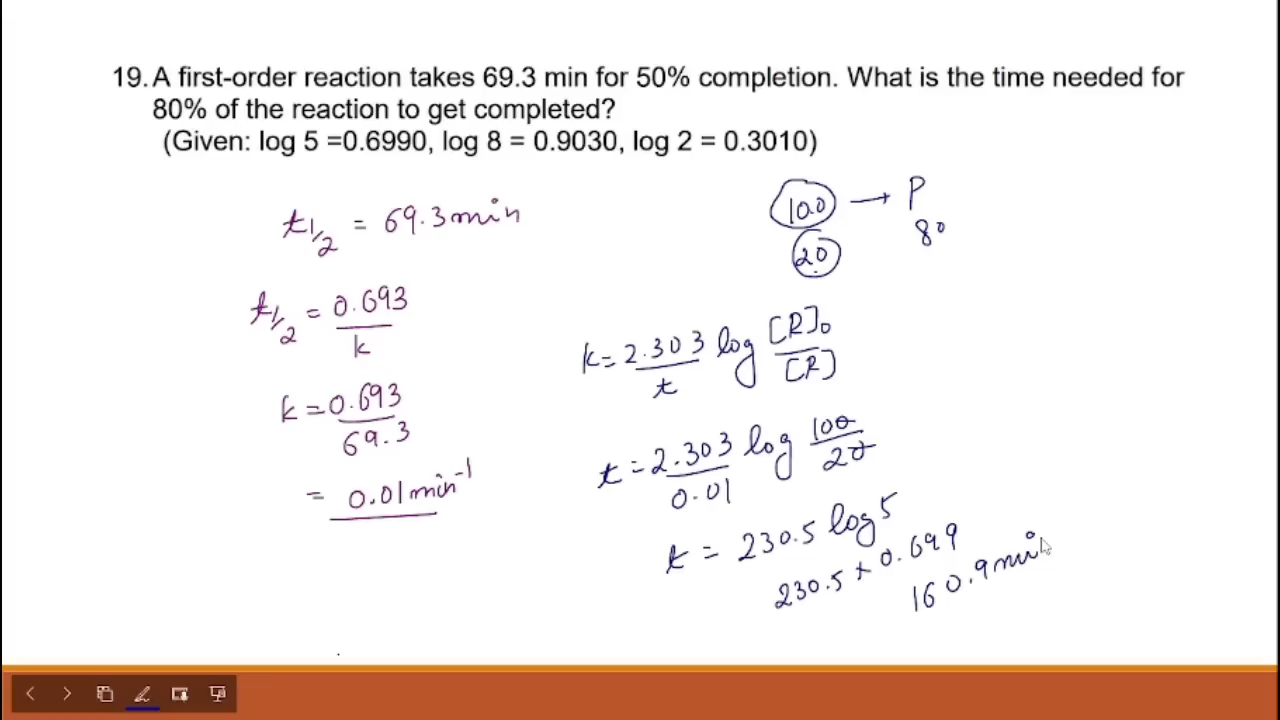 19. A first-order reaction takes 69.3 min for 50% completion. What is the time needed for
80% of the reaction to get completed?
(Given: log 5 =0.6990, log 8 = 0.9030, log 2 = 0.3010)
t1/2 = 69.3 min
t1/2 = 0.693/k
k = 0.693/69.3
= 0.01 min⁻¹
100 → P
20 80
k = 2.303/t log [R]₀/[R]
t = 2.303/0.01 log 100/20
t = 230.5 log 5
230.5 × 0.699
160.9 min